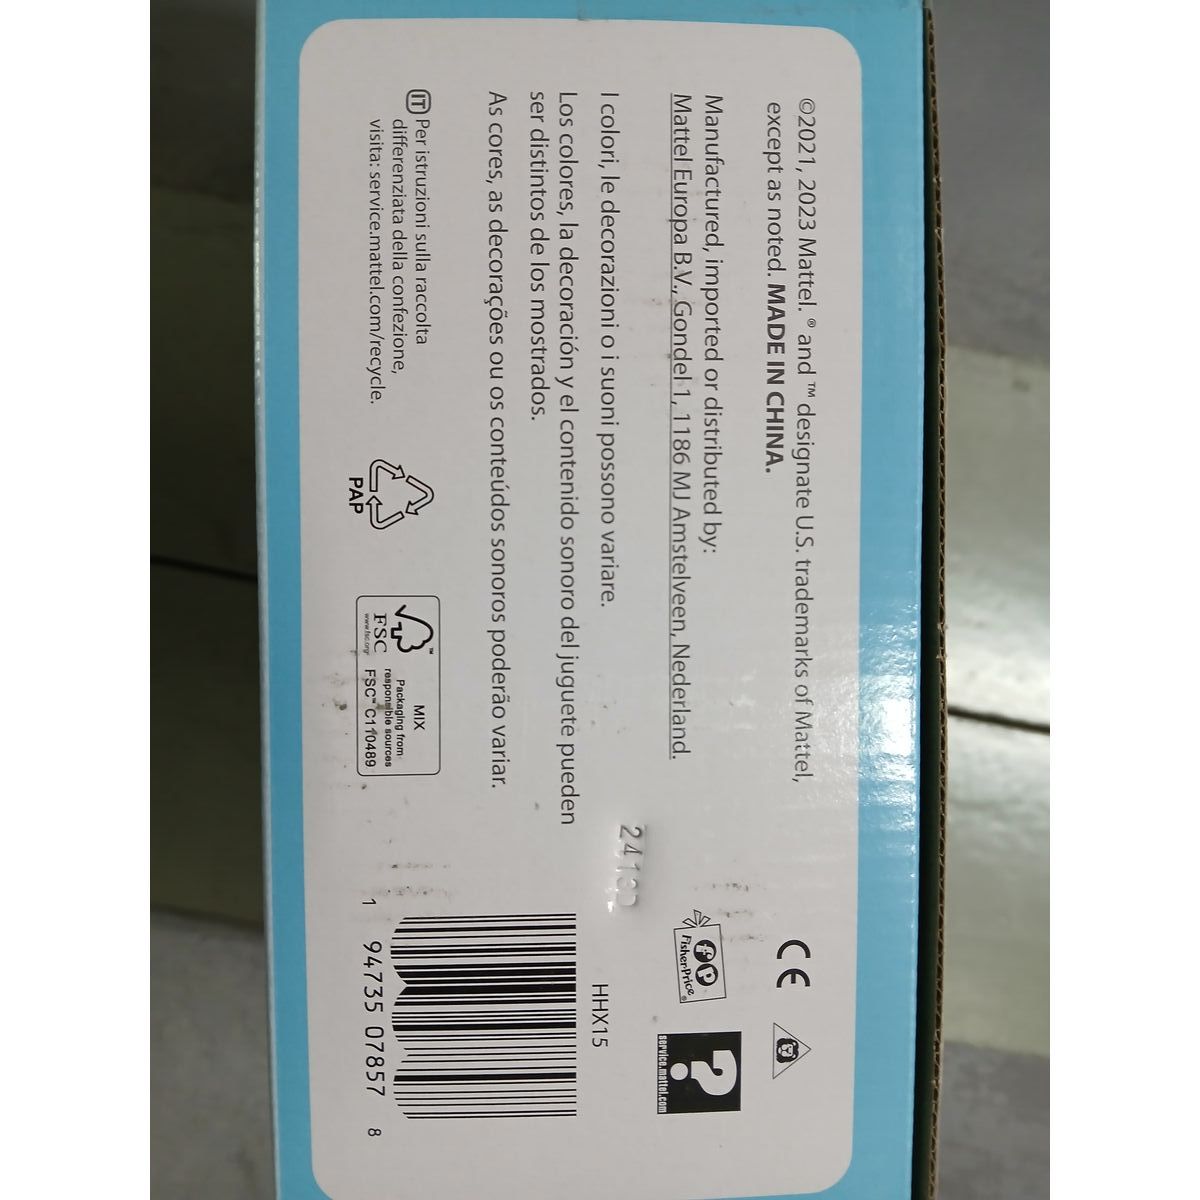 ©2021, 2023 Mattel. ® and ™ designate U.S. trademarks of Mattel,
except as noted. MADE IN CHINA.
Manufactured, imported or distributed by:
Mattel Europa B.V., Gondel 1, 1186 MJ Amstelveen, Nederland.
I colori, le decorazioni o i suoni possono variare.
Los colores, la decoración y el contenido sonoro del juguete pueden
ser distintos de los mostrados.
As cores, as decorações ou os conteúdos sonoros poderão variar.
IT Per istruzioni sulla raccolta
differenziata della confezione,
visita: service.mattel.com/recycle.
PAP
FSC™
www.fsc.org
MIX
Packaging from
responsible sources
FSC™ C110489
CE
Fisher-Price®
?
service.mattel.com
HHX15
1 94735 07857 8